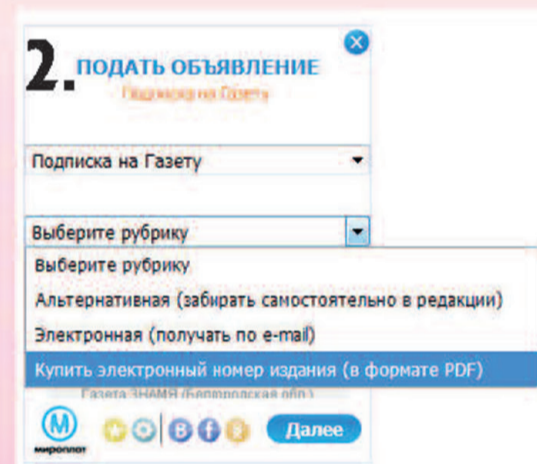 2.
ПОДАТЬ ОБЪЯВЛЕНИЕ
Подписка на Газету
Подписка на Газету
Выберите рубрику
Выберите рубрику
Альтернативная (забирать самостоятельно в редакции)
Электронная (получать по e-mail)
Купить электронный номер издания (в формате PDF)
Газета ЗНАМЯ (Белгородская обл.)
М
В f
Далее
мироплат